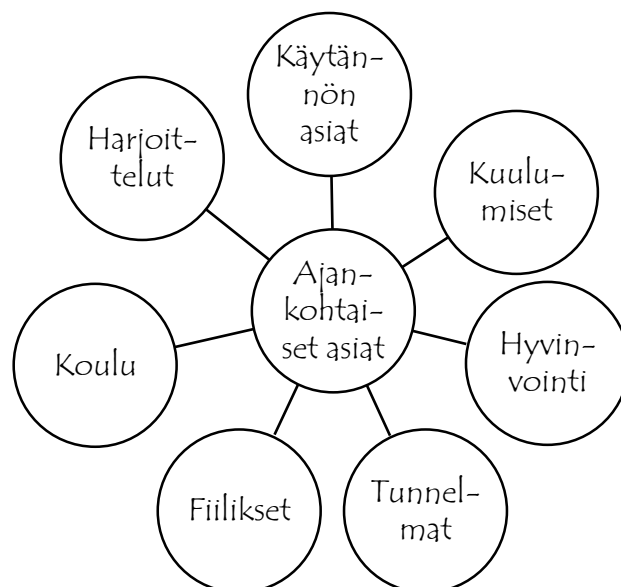 Käytän-
nön
asiat
Harjoit-
telut
Kuulu-
miset
Ajan-
kohtai-
set asiat
Koulu
Hyvin-
vointi
Fiilikset
Tunnel-
mat